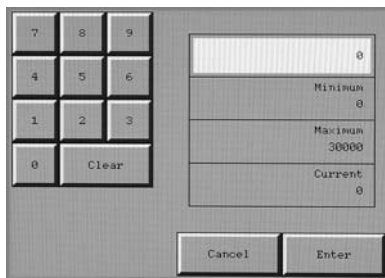 7 8 9
0
4 5 6
Minimum
0
1 2 3
Maximum
30000
0 Clear
Current
0
Cancel Enter